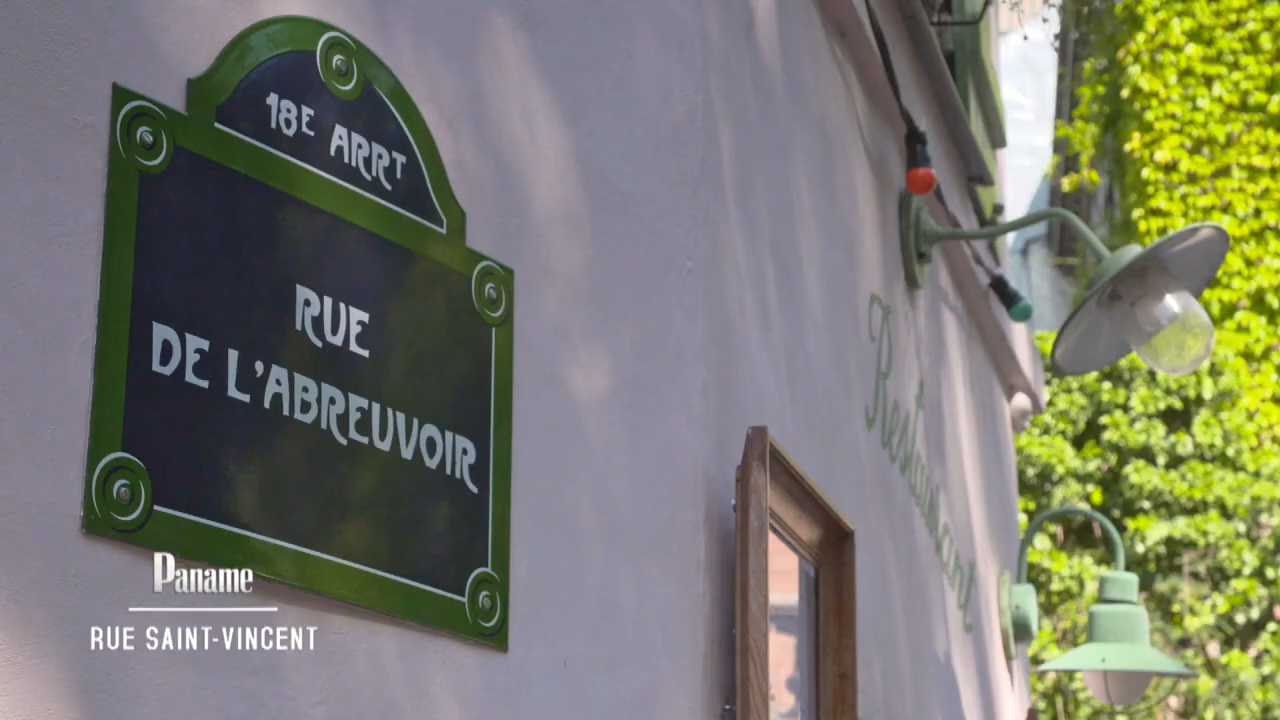 18E ARRT
RUE
DE L'ABREUVOIR
Restaurant
Paname
RUE SAINT-VINCENT